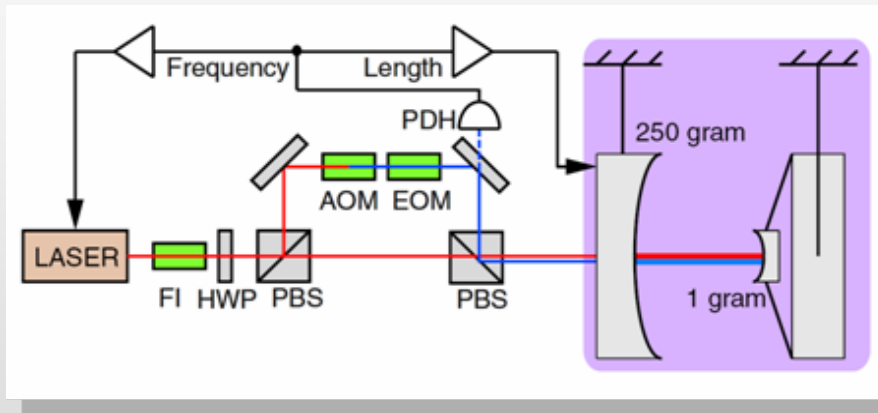 Frequency Length
PDH
250 gram
AOM EOM
LASER
FI HWP PBS
PBS
1 gram